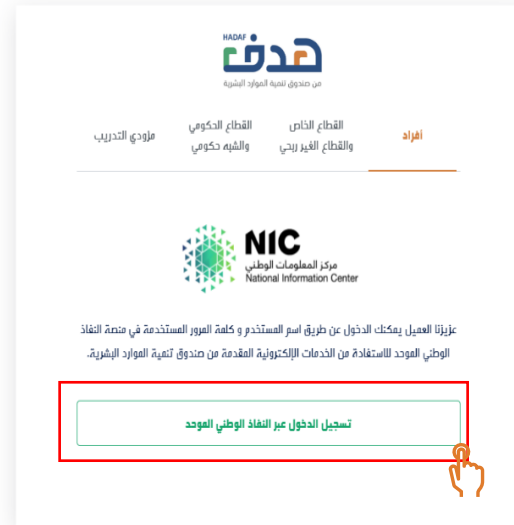 HADAF
هدف
من صندوق تنمية الموارد البشرية
أفراد
القطاع الخاص
والقطاع الغير ربحي
القطاع الحكومي
والشبه حكومي
مزودي التدريب
NIC
مركز المعلومات الوطني
National Information Center
عزيزنا العميل يمكنك الدخول عن طريق اسم المستخدم و كلمة المرور المستخدمة في منصة النفاذ
الوطني الموحد للاستفادة من الخدمات الإلكترونية المقدمة من صندوق تنمية الموارد البشرية.
تسجيل الدخول عبر النفاذ الوطني الموحد